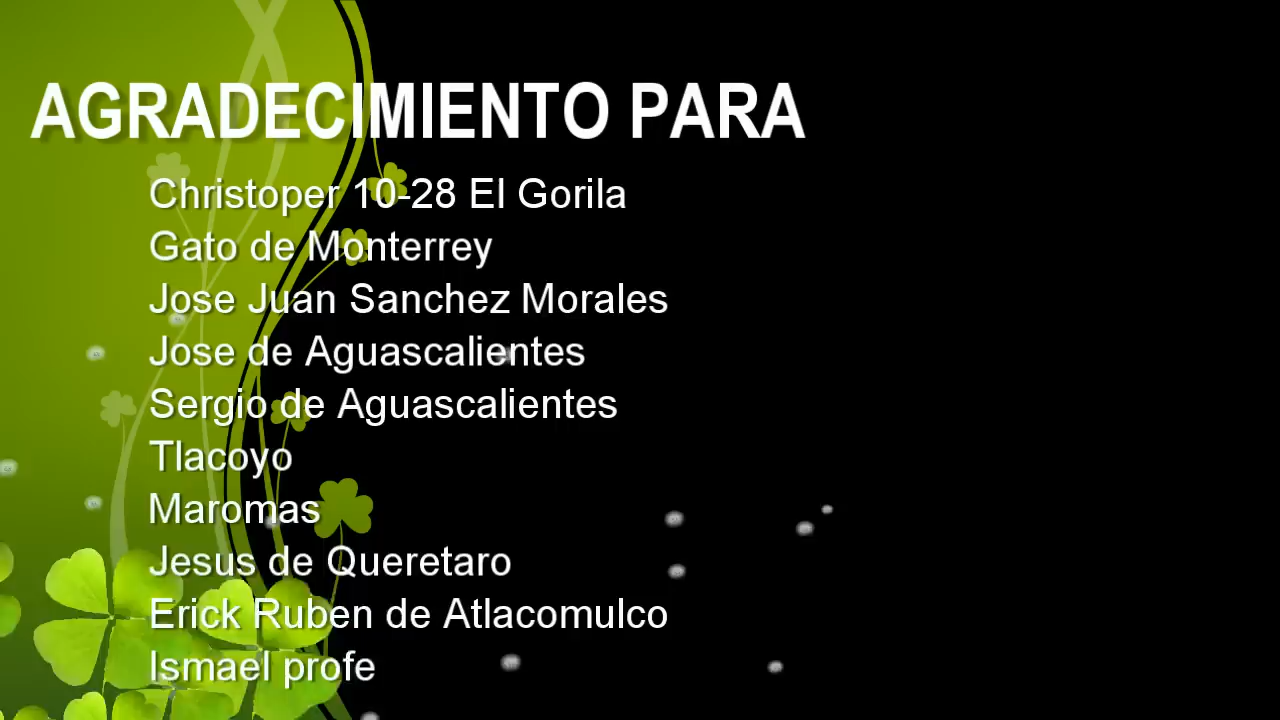 AGRADECIMIENTO PARA
Christoper 10-28 El Gorila
Gato de Monterrey
Jose Juan Sanchez Morales
Jose de Aguascalientes
Sergio de Aguascalientes
Tlacoyo
Maromas
Jesus de Queretaro
Erick Ruben de Atlacomulco
Ismael profe